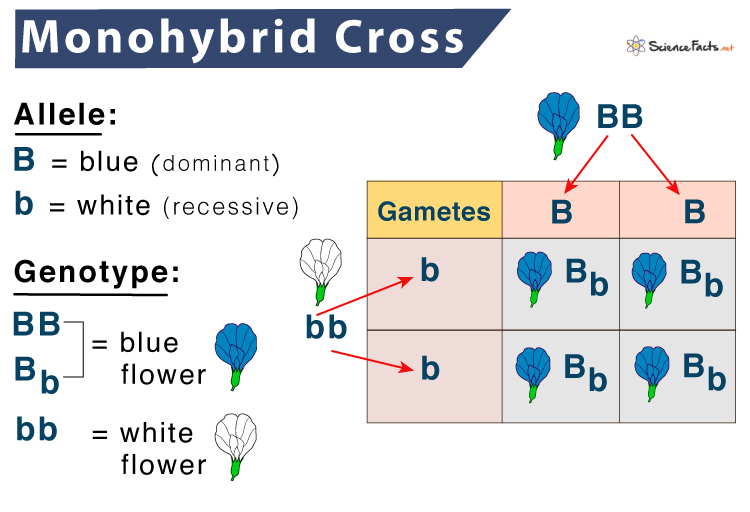 Monohybrid Cross
ScienceFacts.net
Allele:
B = blue (dominant)
b = white (recessive)
Genotype:
BB
Bb
= blue
flower
bb = white
flower
BB
Gametes B B
bb
b Bb Bb
b Bb Bb